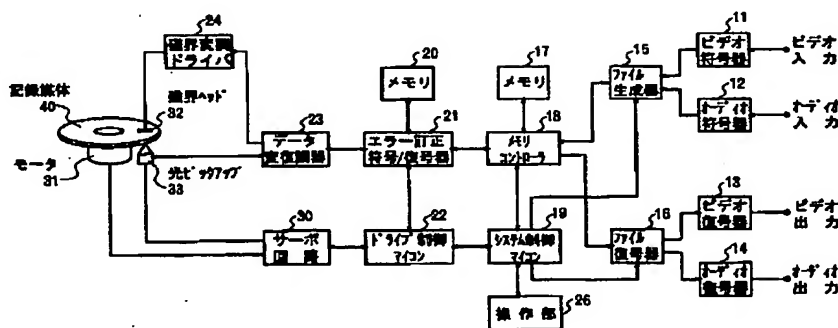 24
磁界変調
ドライバ
記録媒体
40
磁界ヘッド
32
モータ
31
光ピックアップ
33
20
メモリ
17
メモリ
23
データ
変復調器
21
エラー訂正
符号/復号器
18
メモリ
コントローラ
15
ファイル
生成器
11
ビデオ
符号器
ビデオ
入力
12
オーディオ
符号器
オーディオ
入力
30
サーボ
回路
22
ドライブ制御
マイコン
19
システム制御
マイコン
16
ファイル
復号器
13
ビデオ
復号器
ビデオ
出力
14
オーディオ
復号器
オーディオ
出力
操作部
26